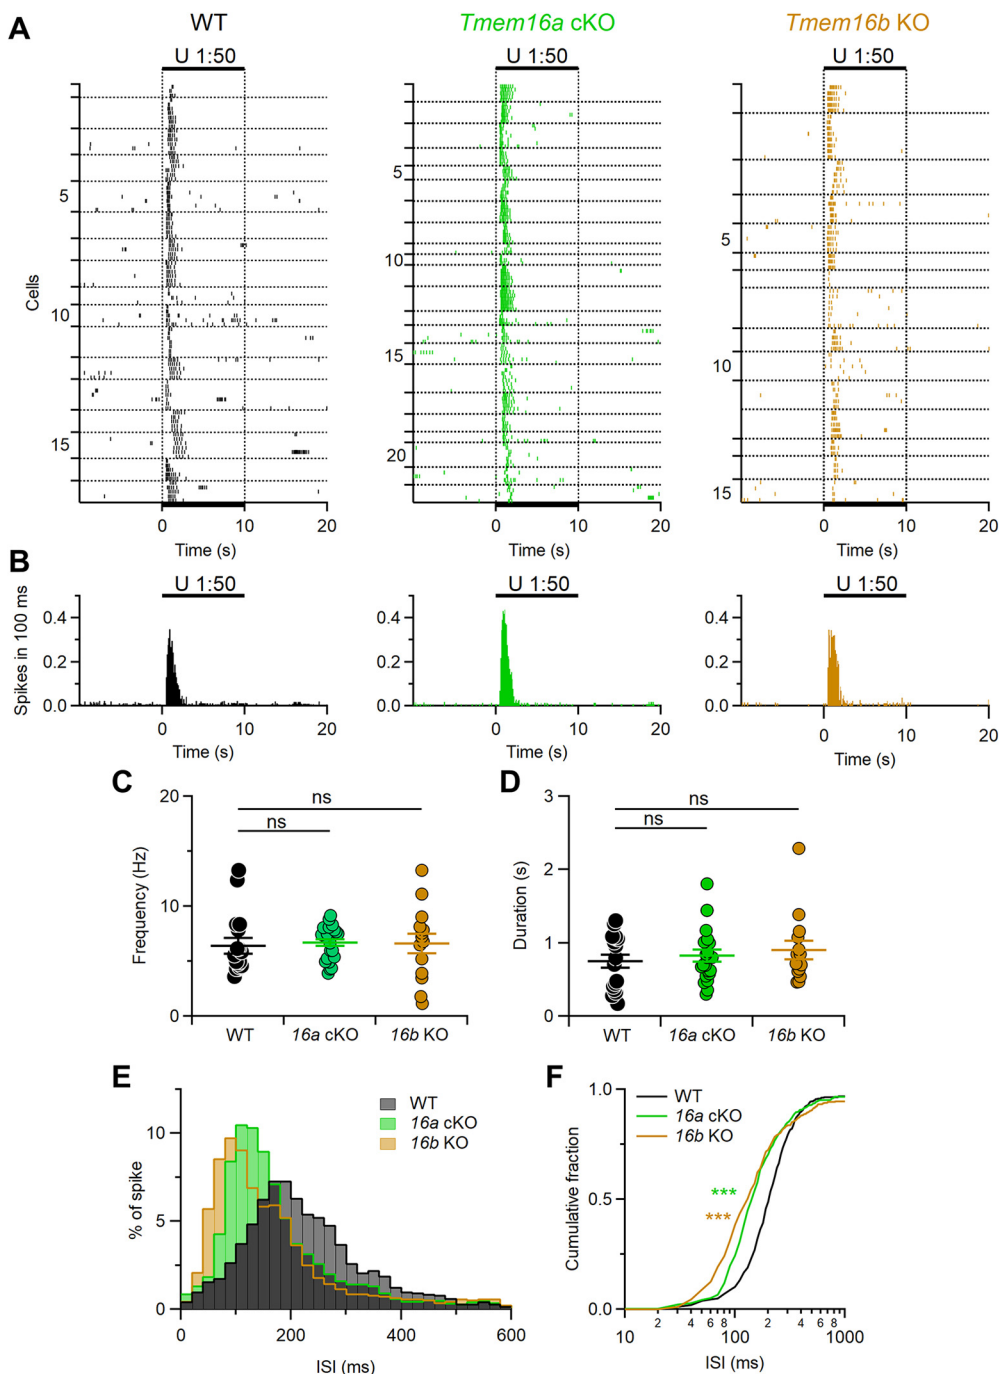 A
WT
Tmem16a cKO
Tmem16b KO
U 1:50
U 1:50
U 1:50
Cells
5
10
15
5
10
15
20
5
10
15
0 10 20
0 10 20
0 10 20
Time (s)
Time (s)
Time (s)
B
U 1:50
U 1:50
U 1:50
Spikes in 100 ms
0.4
0.2
0.0
0.4
0.2
0.0
0.4
0.2
0.0
0 10 20
0 10 20
0 10 20
Time (s)
Time (s)
Time (s)
C
Frequency (Hz)
20
10
0
ns
ns
WT 16a cKO 16b KO
D
Duration (s)
3
2
1
0
ns
ns
WT 16a cKO 16b KO
E
% of spike
10
5
0
WT
16a cKO
16b KO
0 200 400 600
ISI (ms)
F
Cumulative fraction
1.0
0.5
0.0
WT
16a cKO
16b KO
***
***
10 2 4 6 8 100 2 4 6 8 1000
ISI (ms)